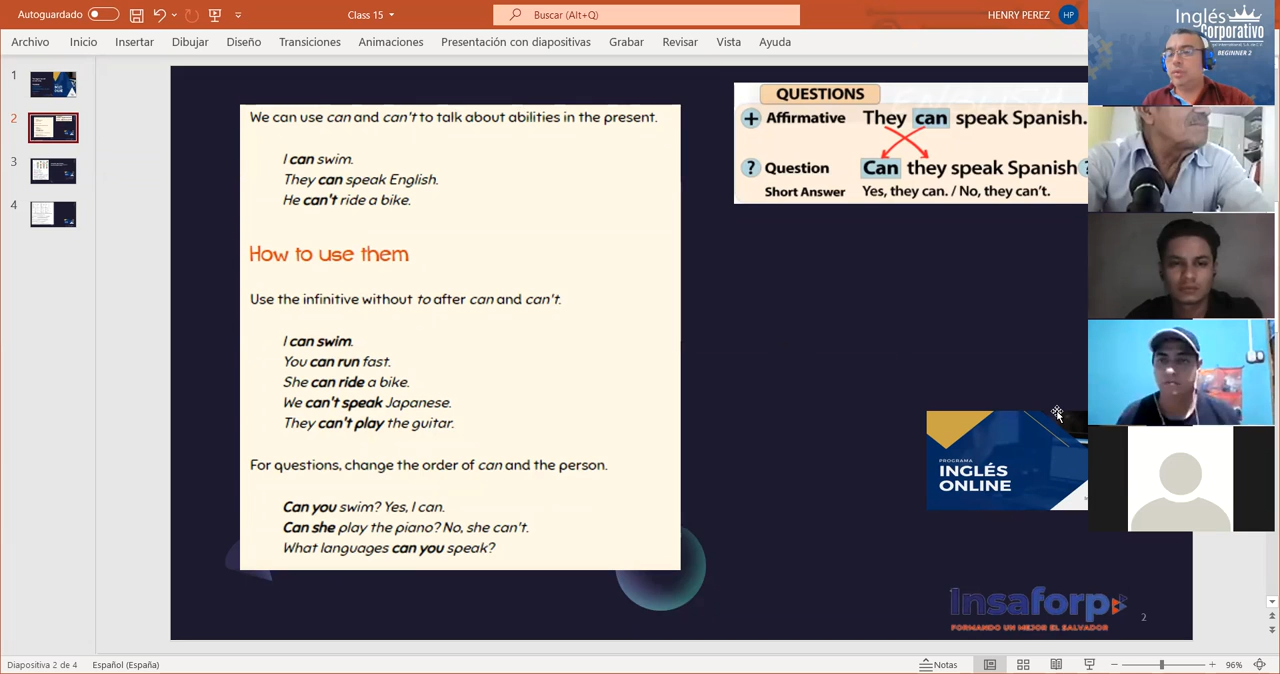 Autoguardado
Class 15
Buscar (Alt+Q)
HENRY PEREZ
HP
Archivo
Inicio
Insertar
Dibujar
Diseño
Transiciones
Animaciones
Presentación con diapositivas
Grabar
Revisar
Vista
Ayuda
Inglés
Corporativo
BEGINNER 2
1
2
3
4
We can use can and can't to talk about abilities in the present.
I can swim.
They can speak English.
He can't ride a bike.
How to use them
Use the infinitive without to after can and can't.
I can swim.
You can run fast.
She can ride a bike.
We can't speak Japanese.
They can't play the guitar.
For questions, change the order of can and the person.
Can you swim? Yes, I can.
Can she play the piano? No, she can't.
What languages can you speak?
QUESTIONS
+ Affirmative They can speak Spanish.
? Question Can they speak Spanish?
Short Answer Yes, they can. / No, they can't.
PROGRAMA
INGLÉS
ONLINE
Insaforp
FORMANDO UN MEJOR EL SALVADOR
2
Diapositiva 2 de 4
Español (España)
Notas
96%